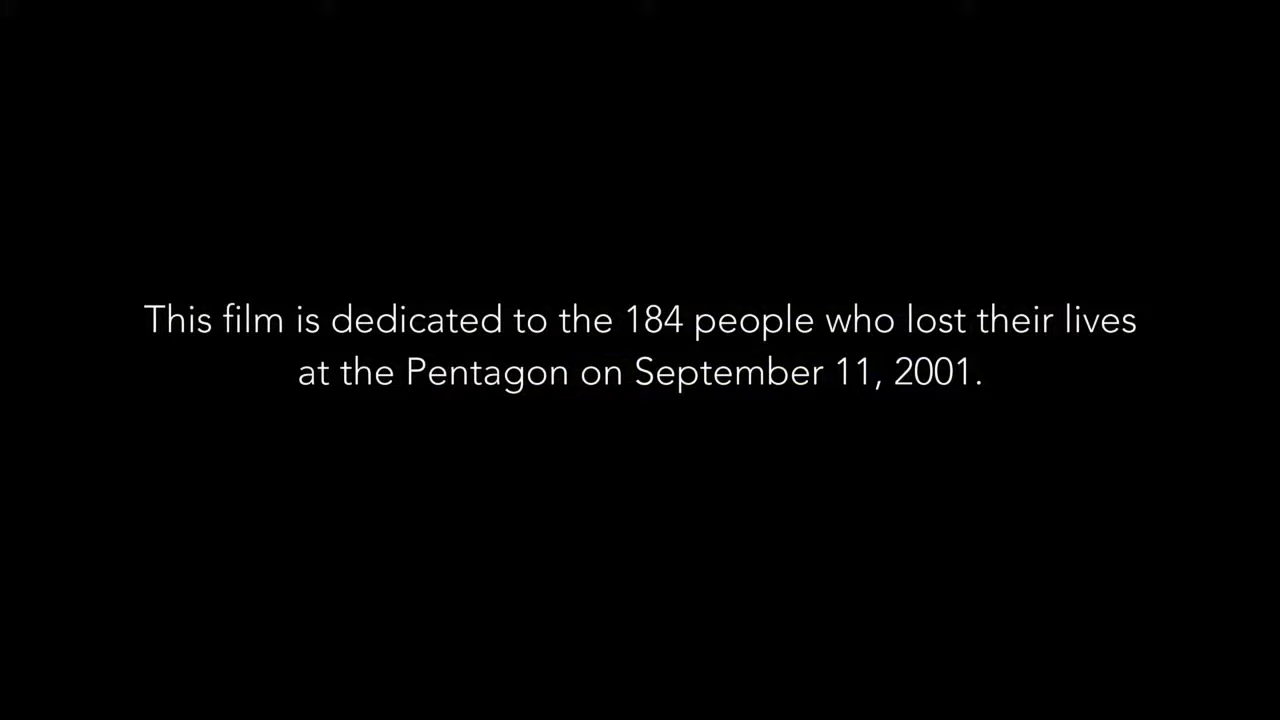 This film is dedicated to the 184 people who lost their lives
at the Pentagon on September 11, 2001.